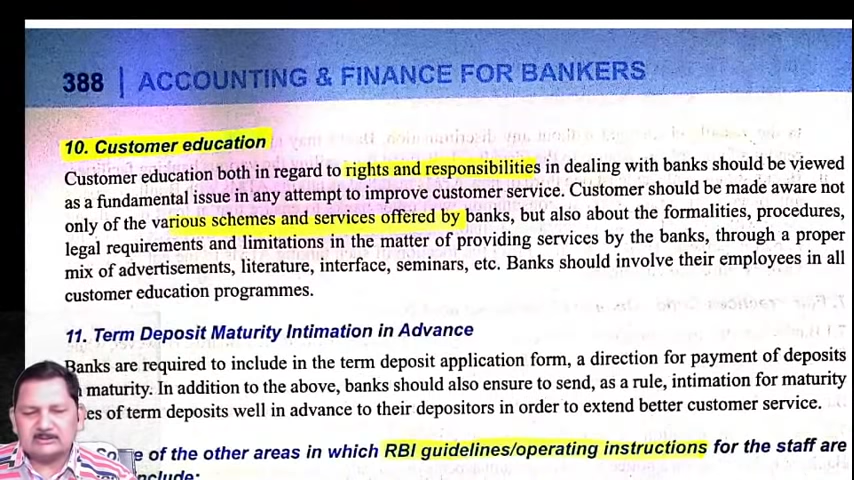 388 | ACCOUNTING & FINANCE FOR BANKERS
10. Customer education
Customer education both in regard to rights and responsibilities in dealing with banks should be viewed
as a fundamental issue in any attempt to improve customer service. Customer should be made aware not
only of the various schemes and services offered by banks, but also about the formalities, procedures,
legal requirements and limitations in the matter of providing services by the banks, through a proper
mix of advertisements, literature, interface, seminars, etc. Banks should involve their employees in all
customer education programmes.
11. Term Deposit Maturity Intimation in Advance
Banks are required to include in the term deposit application form, a direction for payment of deposits
maturity. In addition to the above, banks should also ensure to send, as a rule, intimation for maturity
of term deposits well in advance to their depositors in order to extend better customer service.
of the other areas in which RBI guidelines/operating instructions for the staff are